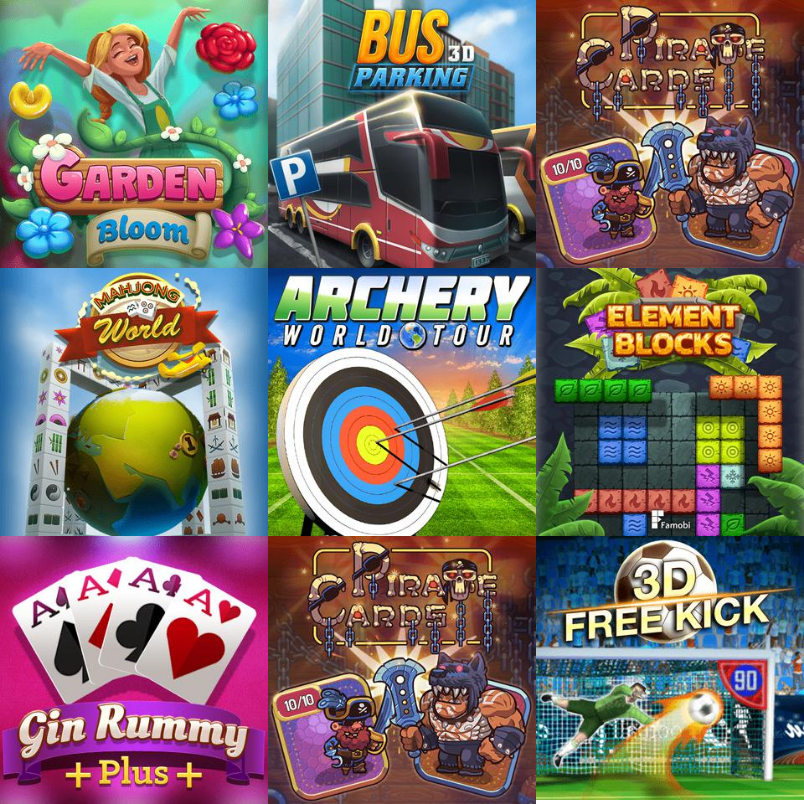 GARDEN
Bloom
BUS 3D
PARKING
P
PIRATE
CARDS
10/10
MAHJONG
World
1
ARCHERY
WORLD TOUR
ELEMENT
BLOCKS
Famobi
A A A A
Gin Rummy
+ Plus +
PIRATE
CARDS
10/10
3D
FREE KICK
90